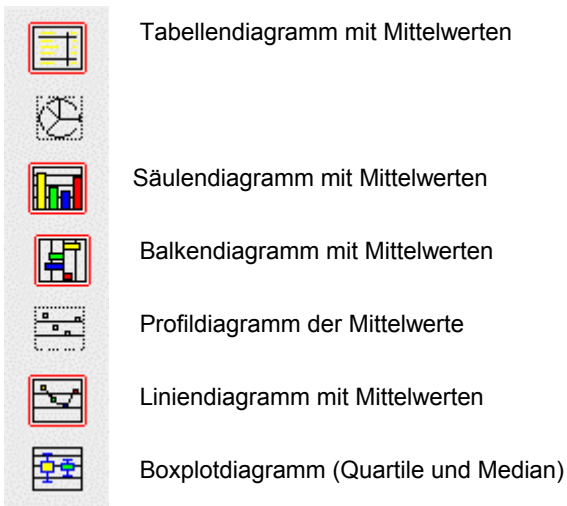 Tabellendiagramm mit Mittelwerten
Säulendiagramm mit Mittelwerten
Balkendiagramm mit Mittelwerten
Profildiagramm der Mittelwerte
Liniendiagramm mit Mittelwerten
Boxplotdiagramm (Quartile und Median)